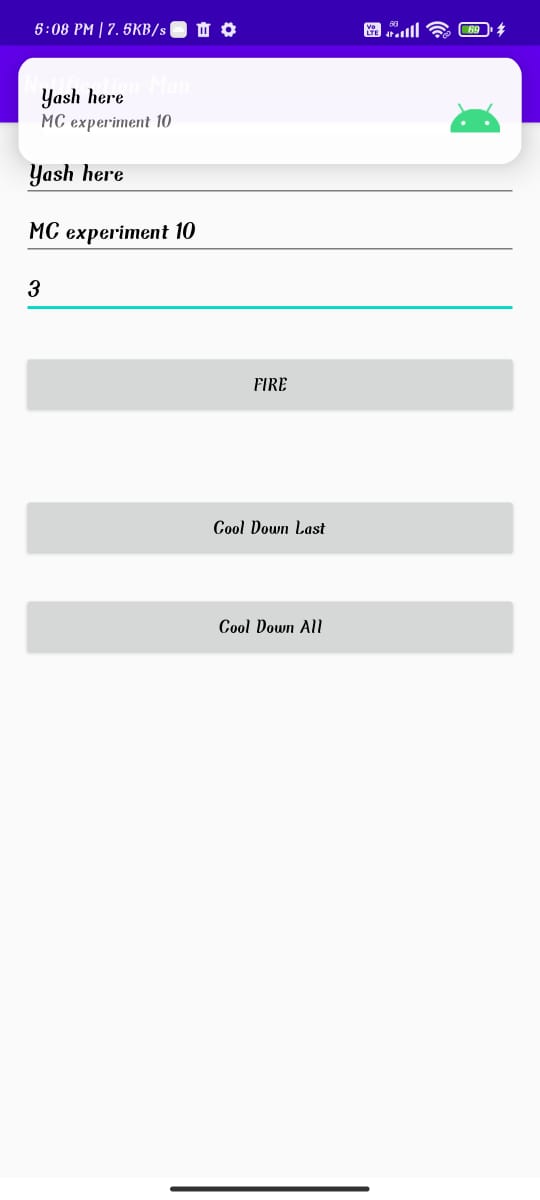 5:08 PM | 7.5KB/s
Vo
LTE
5G
69
Notification Man
Yash here
MC experiment 10
Yash here
MC experiment 10
3
FIRE
Cool Down Last
Cool Down All